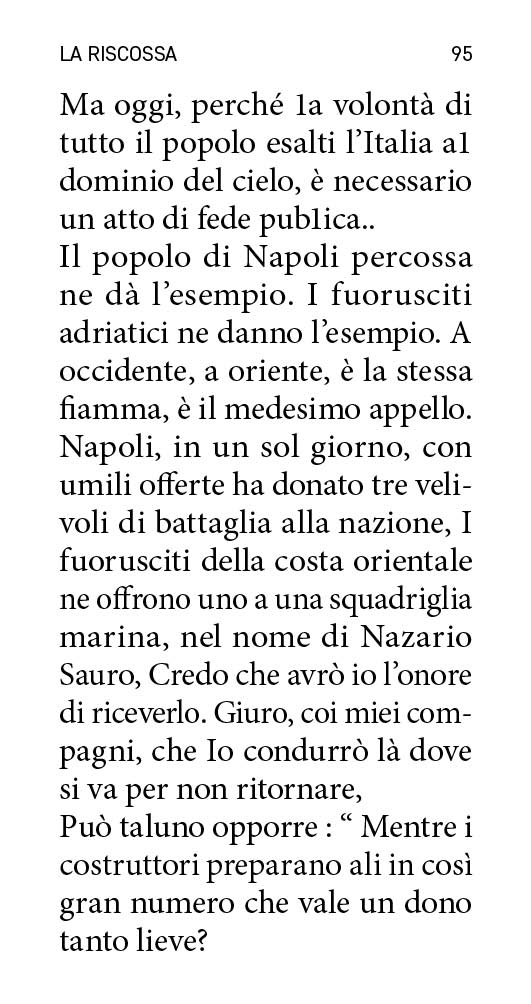 LA RISCOSSA 95
Ma oggi, perché 1a volontà di
tutto il popolo esalti l’Italia a1
dominio del cielo, è necessario
un atto di fede pub1ica..
Il popolo di Napoli percossa
ne dà l’esempio. I fuorusciti
adriatici ne danno l’esempio. A
occidente, a oriente, è la stessa
fiamma, è il medesimo appello.
Napoli, in un sol giorno, con
umili offerte ha donato tre veli-
voli di battaglia alla nazione, I
fuorusciti della costa orientale
ne offrono uno a una squadriglia
marina, nel nome di Nazario
Sauro, Credo che avrò io l’onore
di riceverlo. Giuro, coi miei com-
pagni, che Io condurrò là dove
si va per non ritornare,
Può taluno opporre : “ Mentre i
costruttori preparano ali in così
gran numero che vale un dono
tanto lieve?